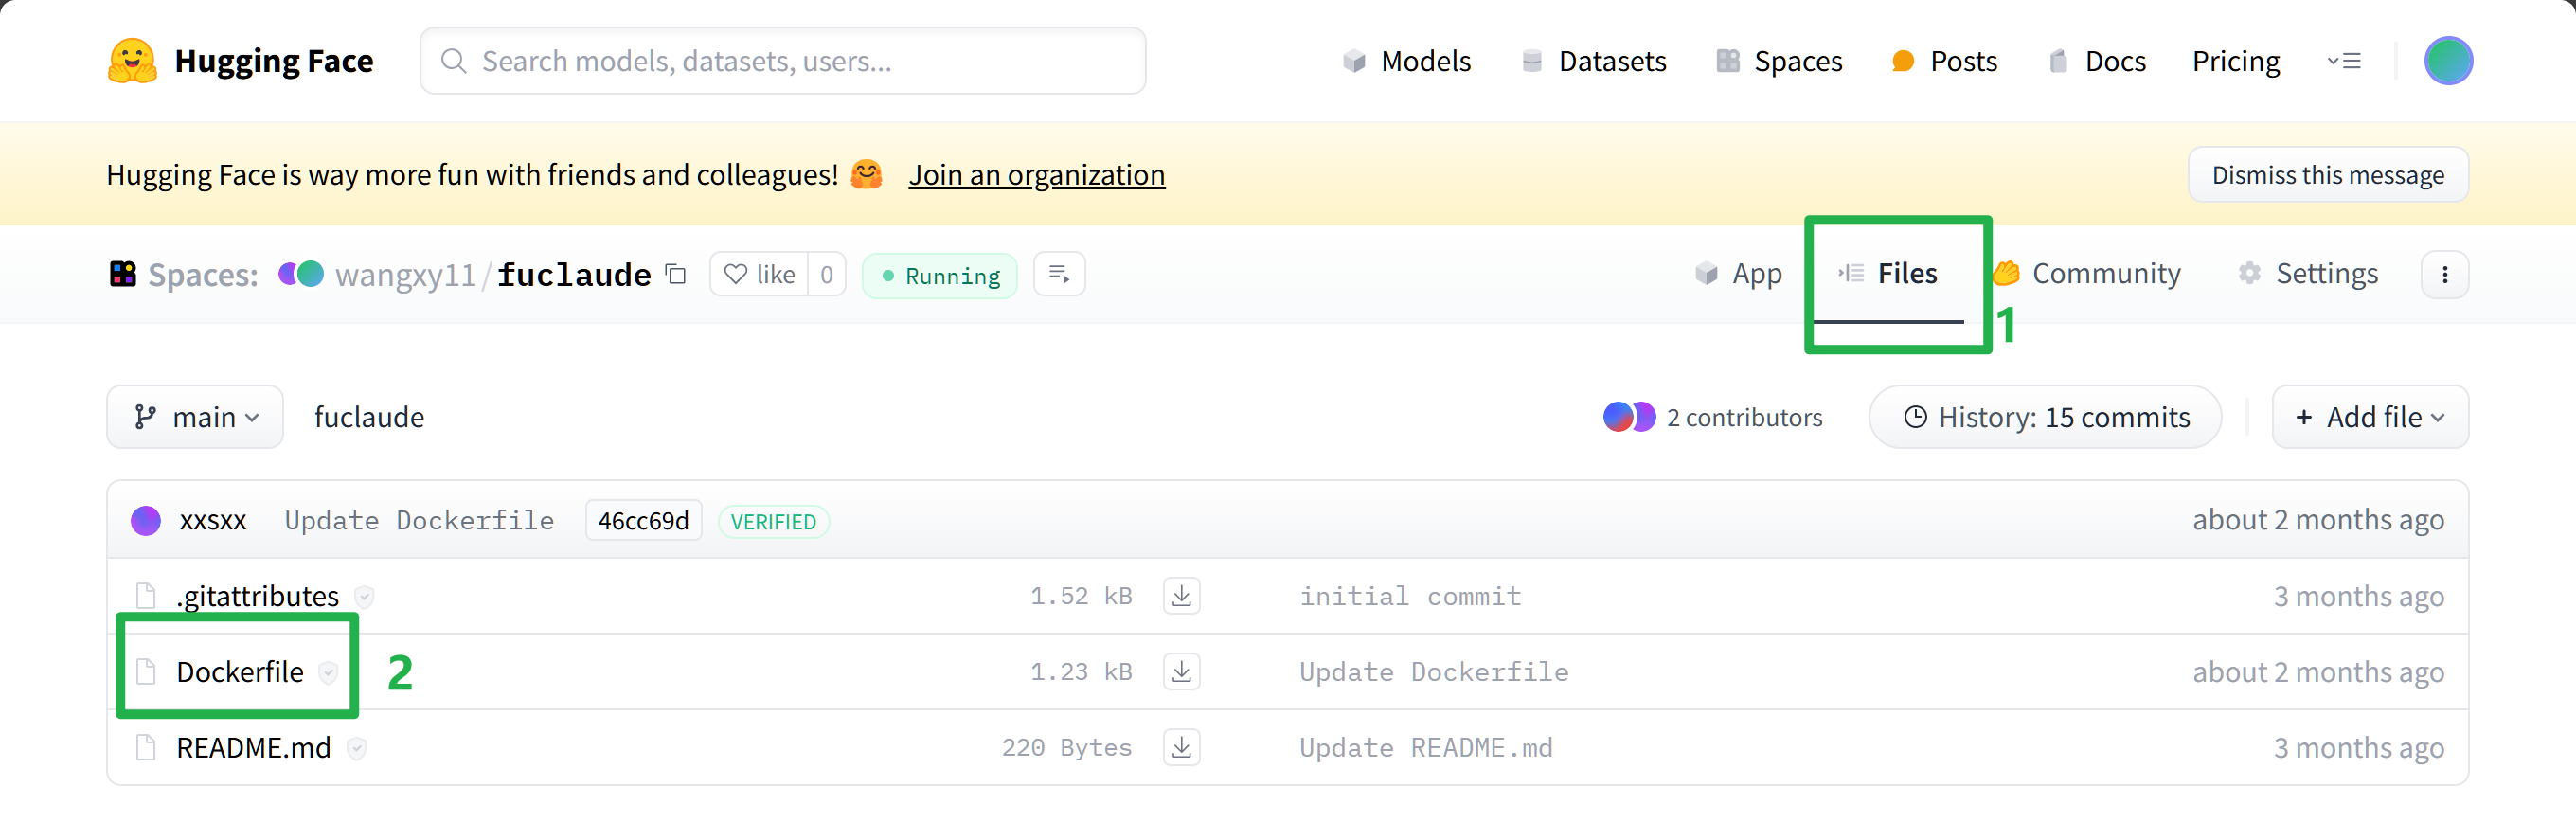 Hugging Face Search models, datasets, users... Models Datasets Spaces Posts Docs Pricing
Hugging Face is way more fun with friends and colleagues! 🤗 Join an organization Dismiss this message
Spaces: wangxy11/fuclaude like 0 Running App Files Community Settings
1
main fuclaude 2 contributors History: 15 commits + Add file
xxsxx Update Dockerfile 46cc69d VERIFIED about 2 months ago
.gitattributes 1.52 kB initial commit 3 months ago
Dockerfile 2 1.23 kB Update Dockerfile about 2 months ago
README.md 220 Bytes Update README.md 3 months ago